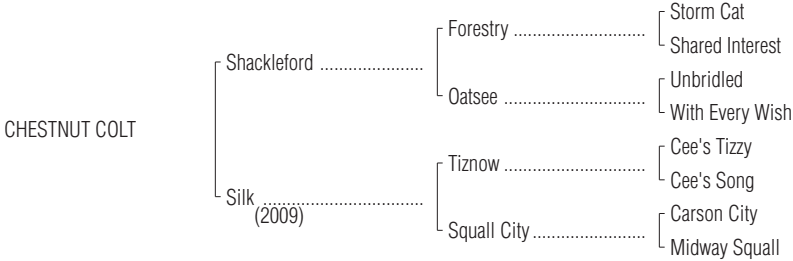 Storm Cat
Forestry ............................
Shared Interest
Shackleford ......................
Unbridled
Oatsee ..............................
With Every Wish
CHESTNUT COLT
Cee's Tizzy
Tiznow ..............................
Cee's Song
Silk ..................................
(2009)
Carson City
Squall City ........................
Midway Squall